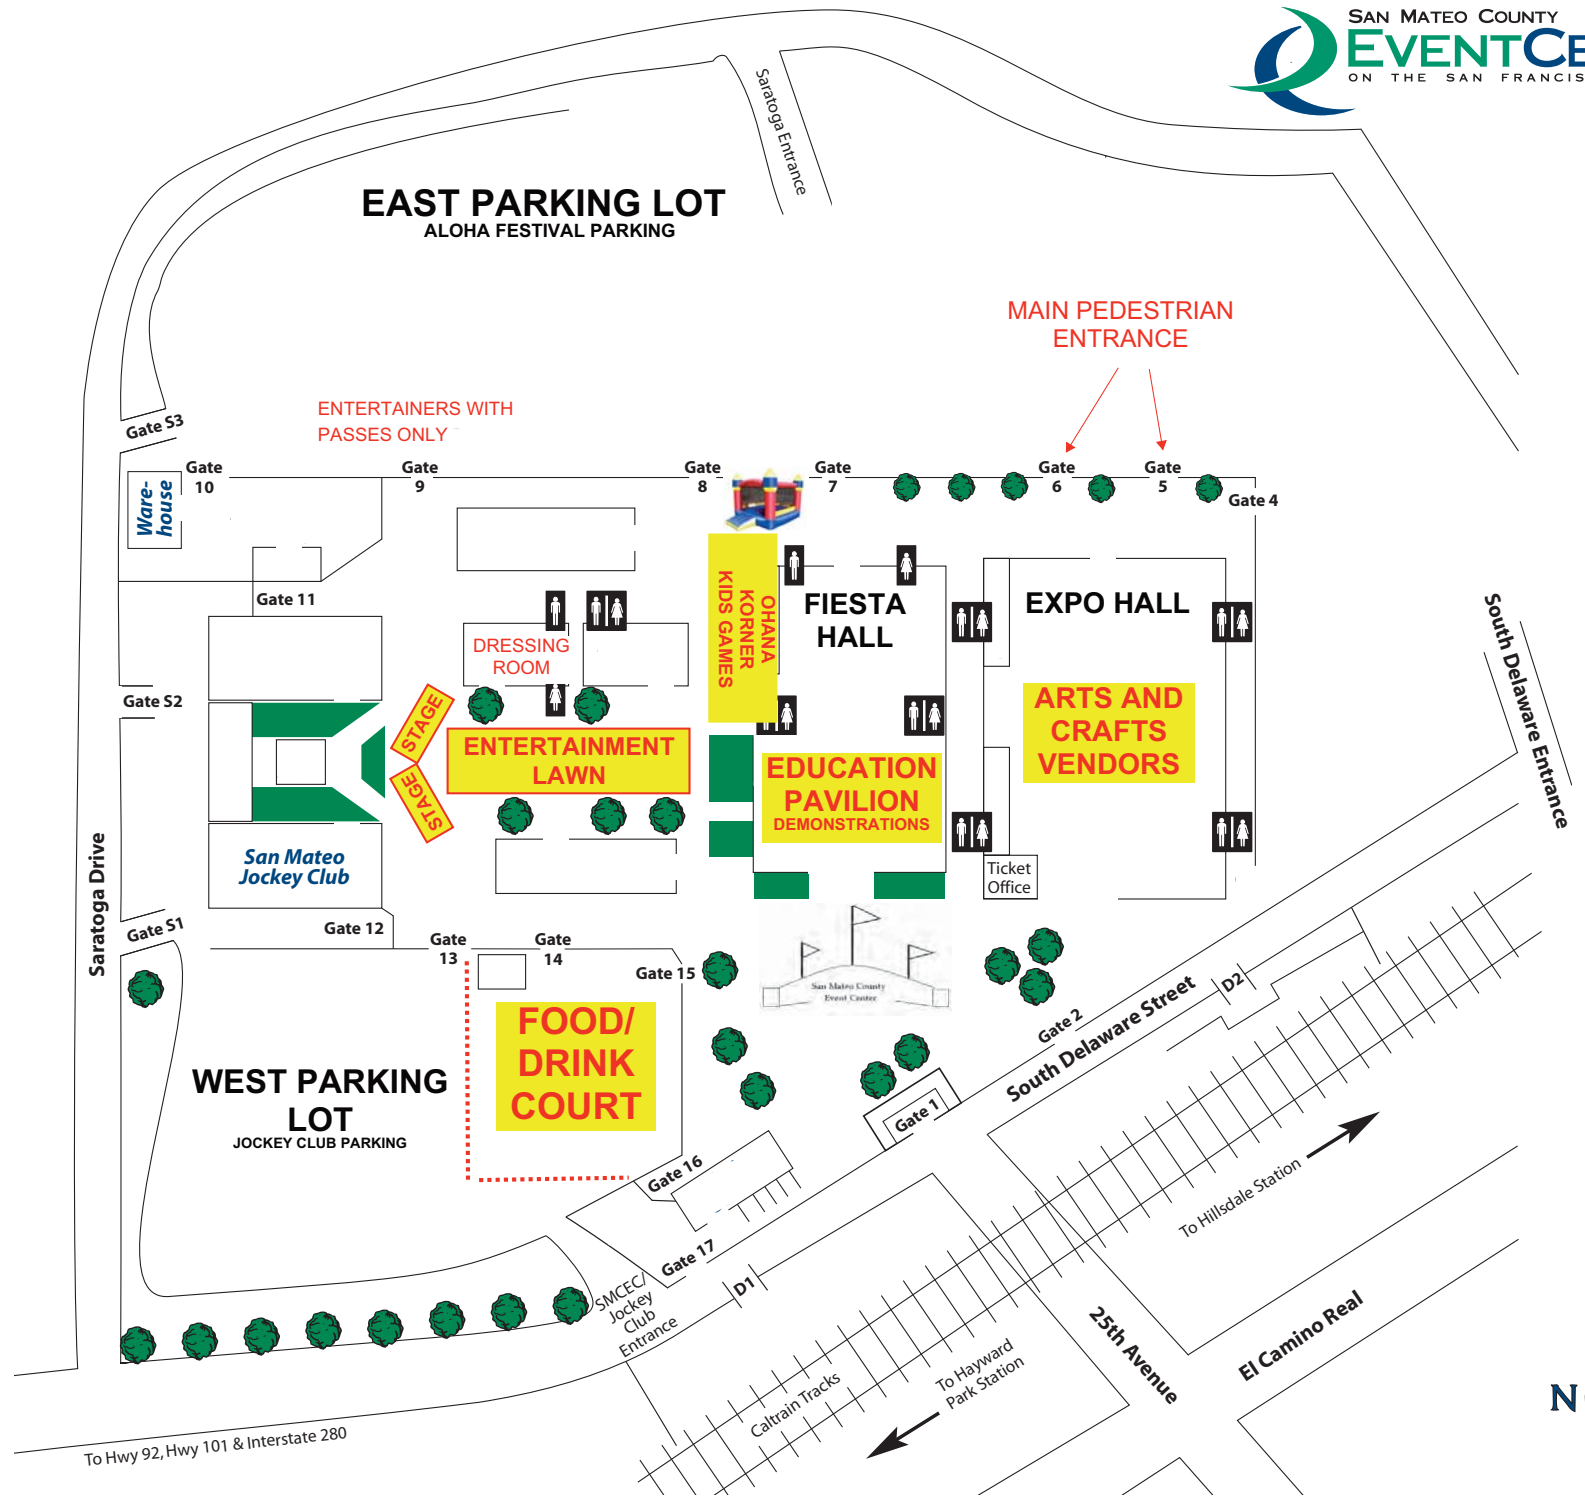 SAN MATEO COUNTY
EVENTCE
ON THE SAN FRANCIS
Saratoga Entrance
EAST PARKING LOT
ALOHA FESTIVAL PARKING
MAIN PEDESTRIAN
ENTRANCE
ENTERTAINERS WITH
PASSES ONLY
Gate S3
Gate
10
Gate
9
Gate
8
Gate
7
Gate
6
Gate
5
Gate 4
Ware-
house
Gate 11
OHANA
KORNER
KIDS GAMES
FIESTA
HALL
EXPO HALL
DRESSING
ROOM
South Delaware Entrance
Gate S2
STAGE
STAGE
ENTERTAINMENT
LAWN
EDUCATION
PAVILION
DEMONSTRATIONS
ARTS AND
CRAFTS
VENDORS
Saratoga Drive
San Mateo
Jockey Club
Ticket
Office
Gate S1
Gate 12
Gate
13
Gate
14
Gate 15
San Mateo County
Event Center
FOOD/
DRINK
COURT
WEST PARKING
LOT
JOCKEY CLUB PARKING
Gate 2
South Delaware Street
D2
Gate 1
Gate 16
Gate 17
D1
SMCEC/
Jockey
Club
Entrance
To Hillsdale Station
25th Avenue
El Camino Real
To Hayward
Park Station
Caltrain Tracks
To Hwy 92, Hwy 101 & Interstate 280
N